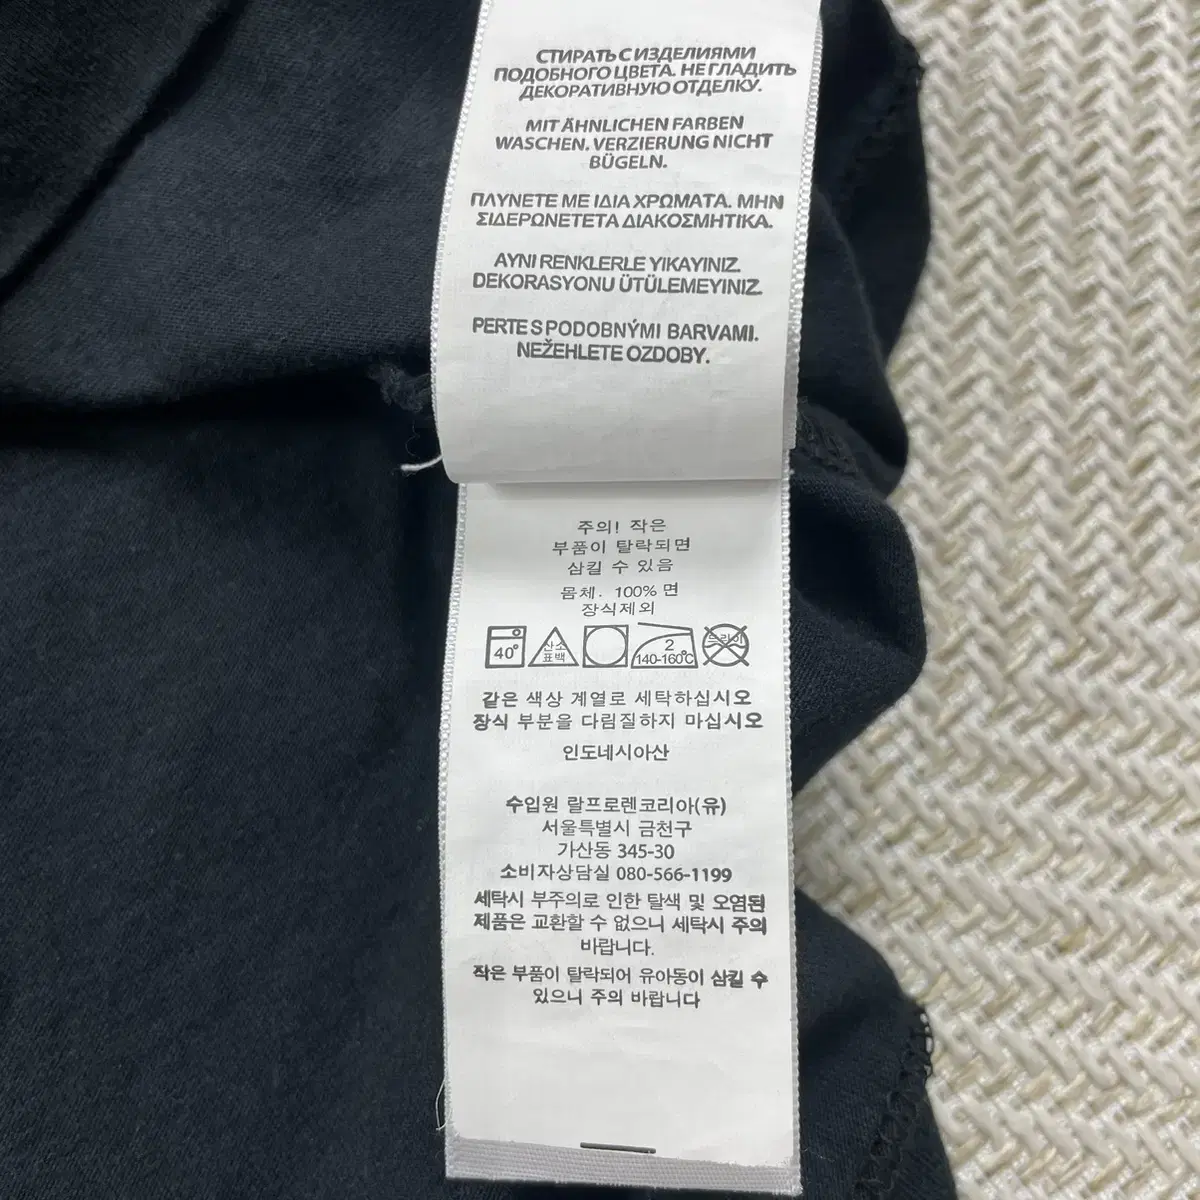 СТИРАТЬ С ИЗДЕЛИЯМИ
ПОДОБНОГО ЦВЕТА. НЕ ГЛАДИТЬ
ДЕКОРАТИВНУЮ ОТДЕЛКУ.
MIT ÄHNLICHEN FARBEN
WASCHEN. VERZIERUNG NICHT
BÜGELN.
ΠΛΥΝΕΤΕ ΜΕ ΙΔΙΑ ΧΡΩΜΑΤΑ. ΜΗΝ
ΣΙΔΕΡΩΝΕΤΕΤΑ ΔΙΑΚΟΣΜΗΤΙΚΑ.
AYNI RENKLERLE YIKAYINIZ.
DEKORASYONU ÜTÜLEMEYINIZ.
PERTE S PODOBNÝMI BARVAMI.
NEŽEHLETE OZDOBY.
주의! 작은
부품이 탈락되면
삼킬 수 있음
몸체. 100% 면
장식제외
40° 산소 2 드라이
표백 140-160°C
같은 색상 계열로 세탁하십시오
장식 부분을 다림질하지 마십시오
인도네시아산
수입원 랄프로렌코리아(유)
서울특별시 금천구
가산동 345-30
소비자상담실 080-566-1199
세탁시 부주의로 인한 탈색 및 오염된
제품은 교환할 수 없으니 세탁시 주의
바랍니다.
작은 부품이 탈락되어 유아동이 삼킬 수
있으니 주의 바랍니다